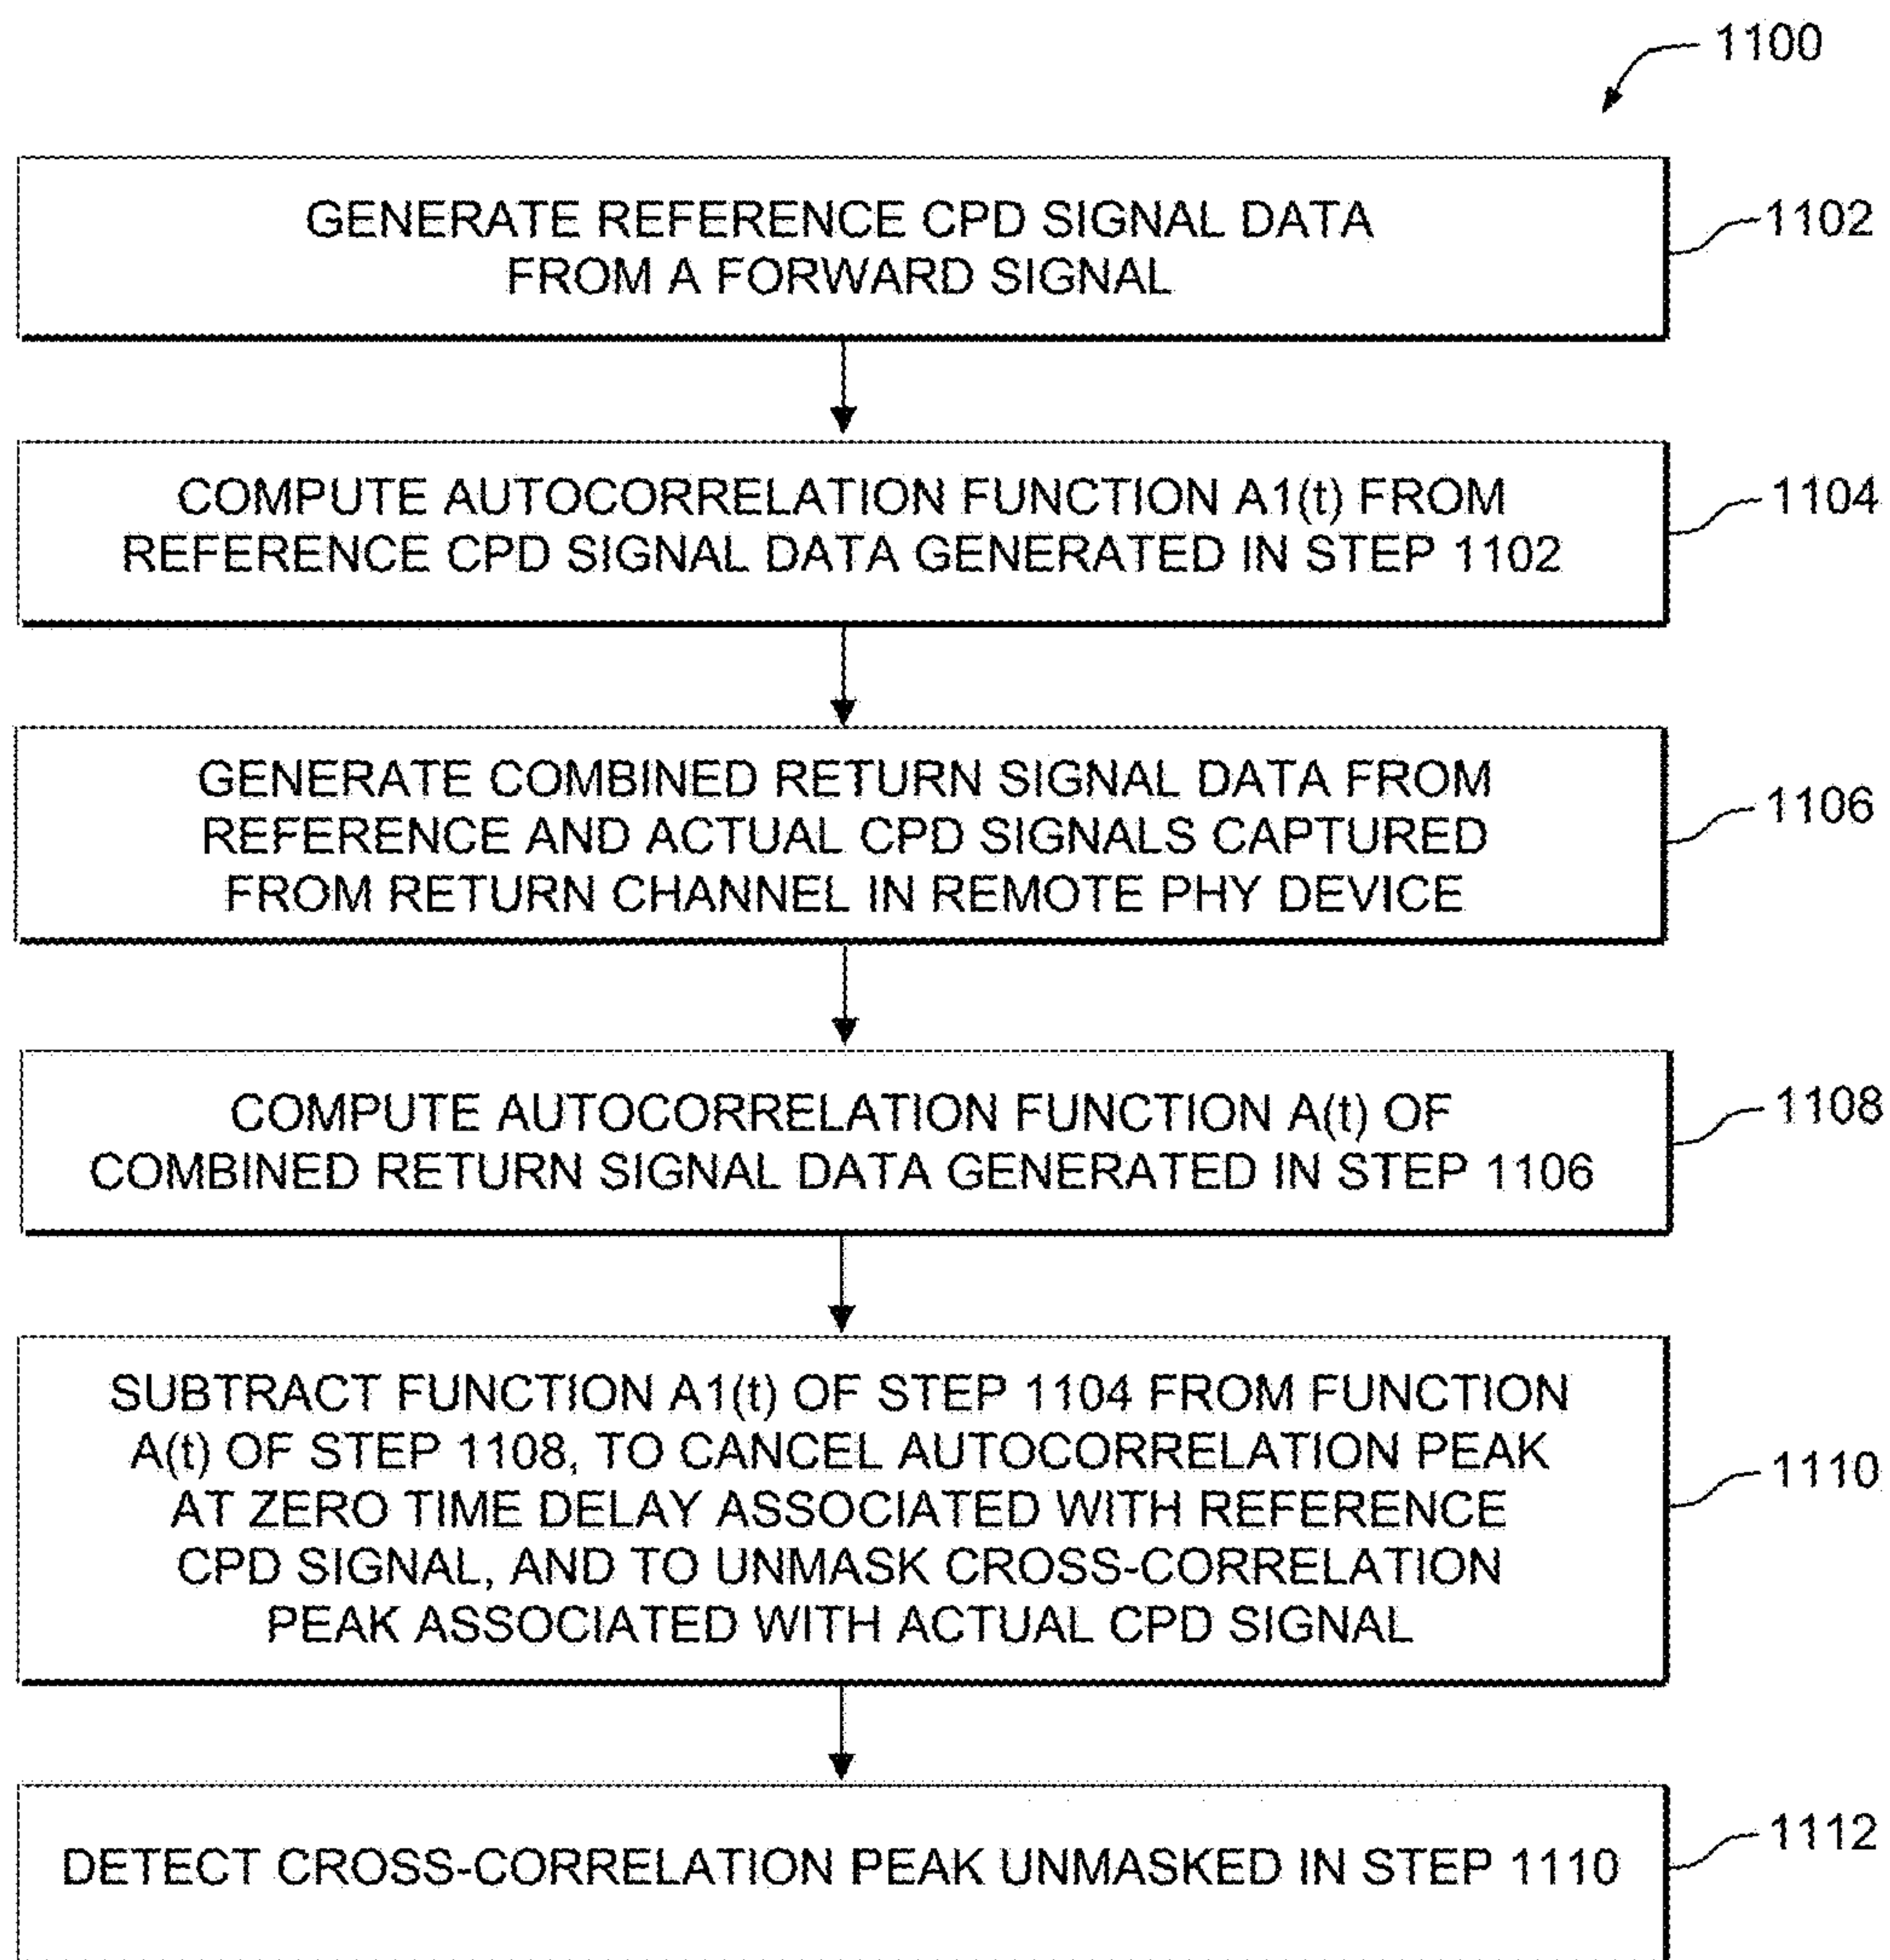 1100
GENERATE REFERENCE CPD SIGNAL DATA
FROM A FORWARD SIGNAL
1102
COMPUTE AUTOCORRELATION FUNCTION A1(t) FROM
REFERENCE CPD SIGNAL DATA GENERATED IN STEP 1102
1104
GENERATE COMBINED RETURN SIGNAL DATA FROM
REFERENCE AND ACTUAL CPD SIGNALS CAPTURED
FROM RETURN CHANNEL IN REMOTE PHY DEVICE
1106
COMPUTE AUTOCORRELATION FUNCTION A(t) OF
COMBINED RETURN SIGNAL DATA GENERATED IN STEP 1106
1108
SUBTRACT FUNCTION A1(t) OF STEP 1104 FROM FUNCTION
A(t) OF STEP 1108, TO CANCEL AUTOCORRELATION PEAK
AT ZERO TIME DELAY ASSOCIATED WITH REFERENCE
CPD SIGNAL, AND TO UNMASK CROSS-CORRELATION
PEAK ASSOCIATED WITH ACTUAL CPD SIGNAL
1110
DETECT CROSS-CORRELATION PEAK UNMASKED IN STEP 1110
1112